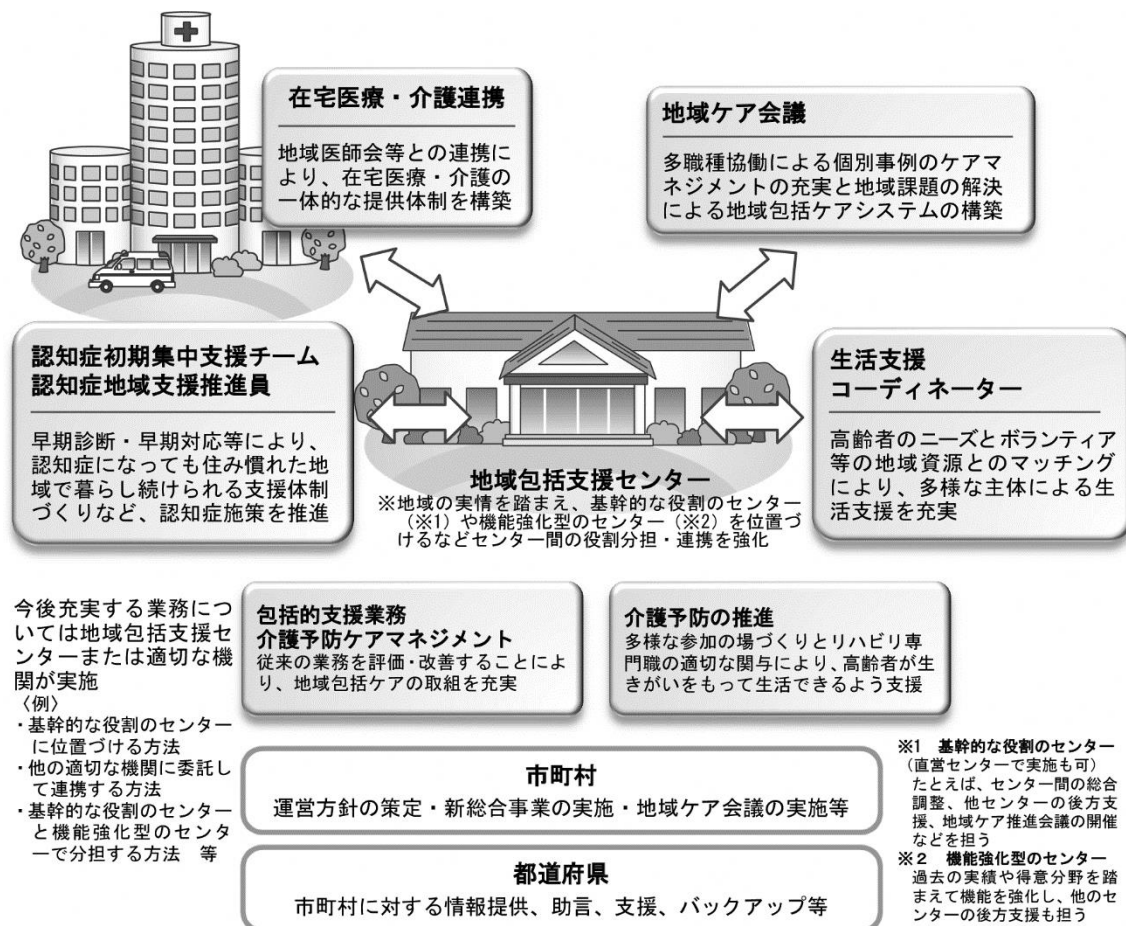 在宅医療・介護連携
地域医師会等との連携に
より、在宅医療・介護の
一体的な提供体制を構築
地域ケア会議
多職種協働による個別事例のケアマ
ネジメントの充実と地域課題の解決
による地域包括ケアシステムの構築
認知症初期集中支援チーム
認知症地域支援推進員
早期診断・早期対応等により、
認知症になっても住み慣れた地
域で暮らし続けられる支援体制
づくりなど、認知症施策を推進
生活支援
コーディネーター
高齢者のニーズとボランティア
等の地域資源とのマッチング
により、多様な主体による生
活支援を充実
地域包括支援センター
※地域の実情を踏まえ、基幹的な役割のセンター
（※1）や機能強化型のセンター（※2）を位置づ
けるなどセンター間の役割分担・連携を強化
今後充実する業務につ
いては地域包括支援セ
ンターまたは適切な機
関が実施
〈例〉
・基幹的な役割のセンター
に位置づける方法
・他の適切な機関に委託し
て連携する方法
・基幹的な役割のセンター
と機能強化型のセンタ
ーで分担する方法　等
包括的支援業務
介護予防ケアマネジメント
従来の業務を評価・改善することによ
り、地域包括ケアの取組を充実
介護予防の推進
多様な参加の場づくりとリハビリ専
門職の適切な関与により、高齢者が生
きがいをもって生活できるよう支援
市町村
運営方針の策定・新総合事業の実施・地域ケア会議の実施等
都道府県
市町村に対する情報提供、助言、支援、バックアップ等
※1　基幹的な役割のセンター
（直営センターで実施も可）
たとえば、センター間の総合
調整、他センターの後方支
援、地域ケア推進会議の開催
などを担う
※２　機能強化型のセンター
過去の実績や得意分野を踏
まえて機能を強化し、他のセ
ンターの後方支援も担う